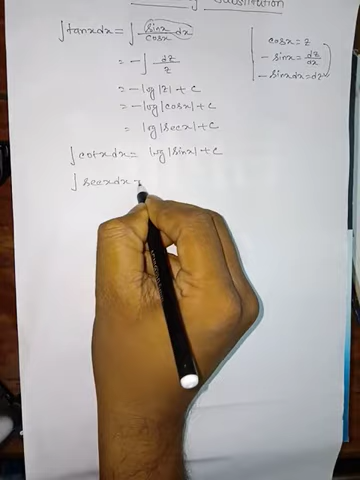 Substitution
∫tanx dx = ∫ sinx/cosx dx
= -∫ dz/z
= -log|z| + c
= -log|cosx| + c
= log|secx| + c
∫cotx dx = log|sinx| + c
∫secx dx =
cosx = z
-sinx = dz/dx
-sinx dx = dz